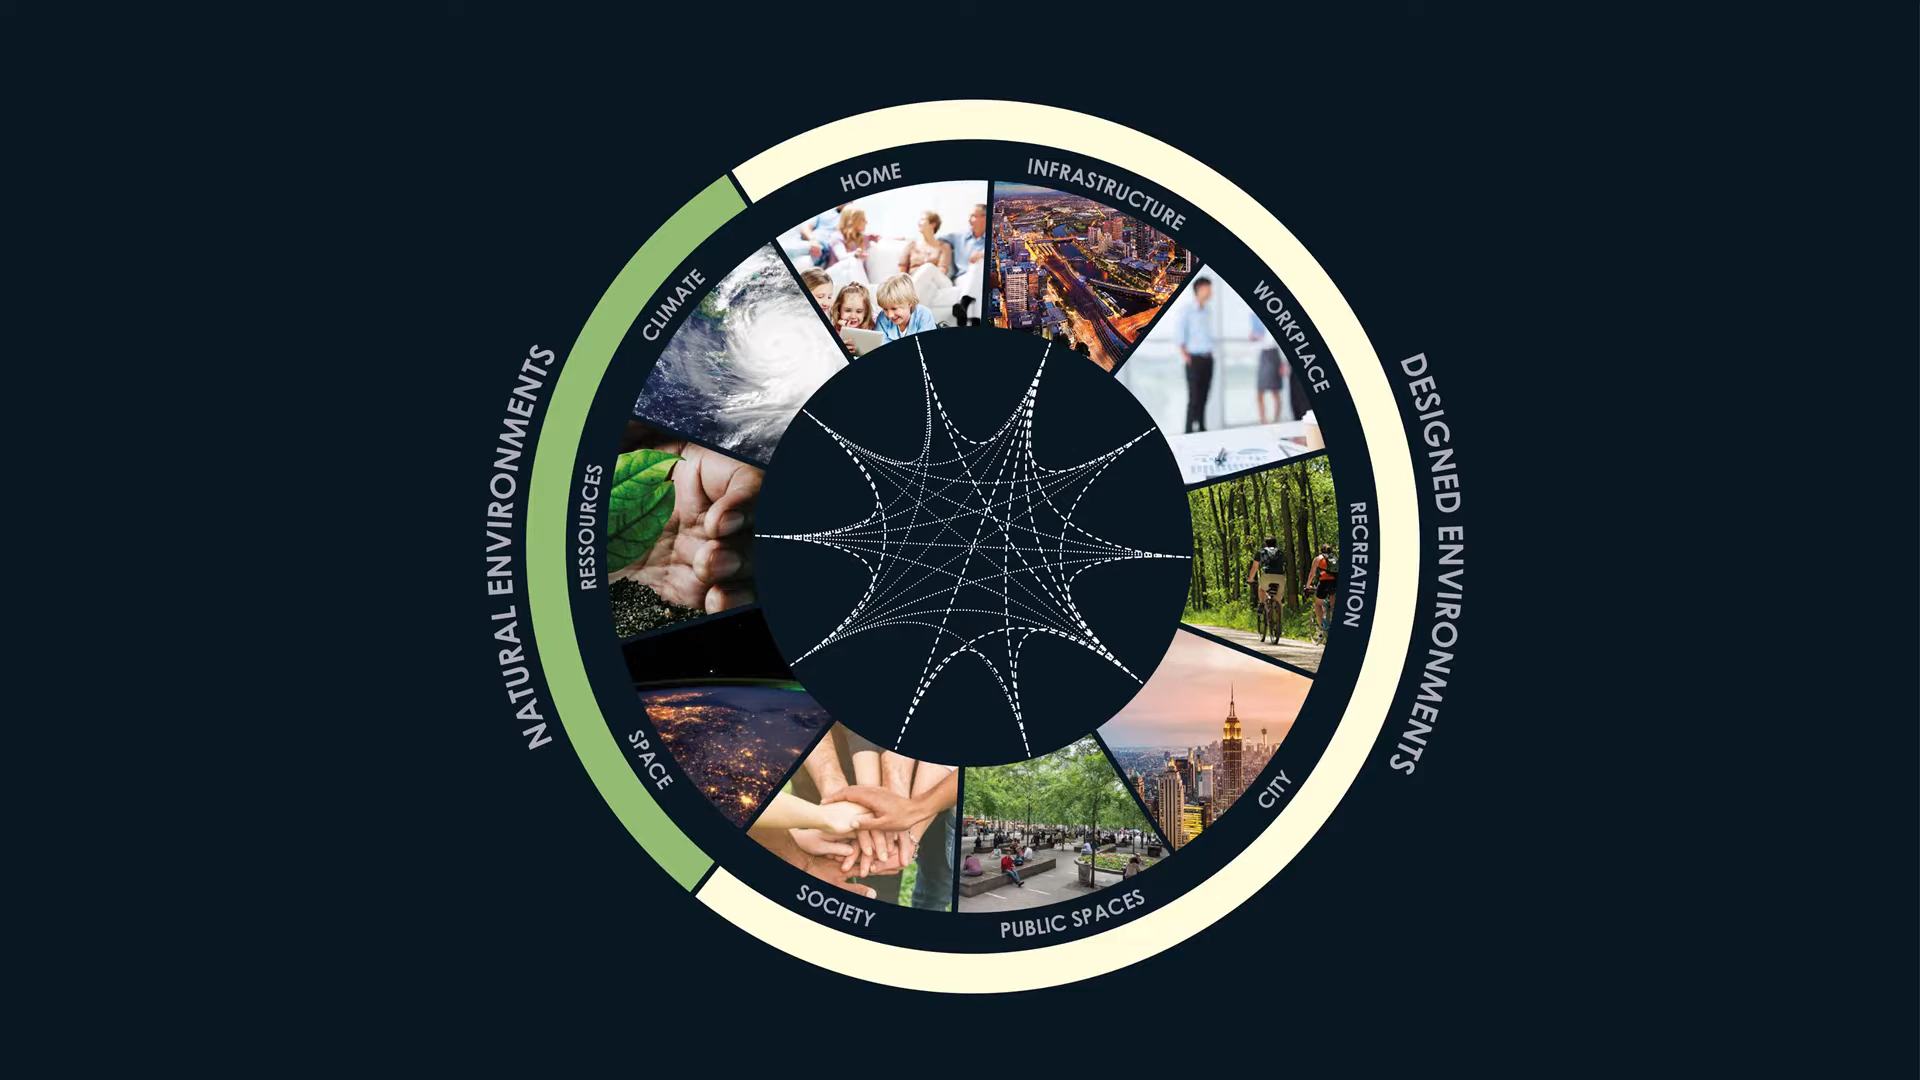 NATURAL ENVIRONMENTS
DESIGNED ENVIRONMENTS
HOME
INFRASTRUCTURE
WORKPLACE
RECREATION
CITY
PUBLIC SPACES
SOCIETY
SPACE
RESSOURCES
CLIMATE